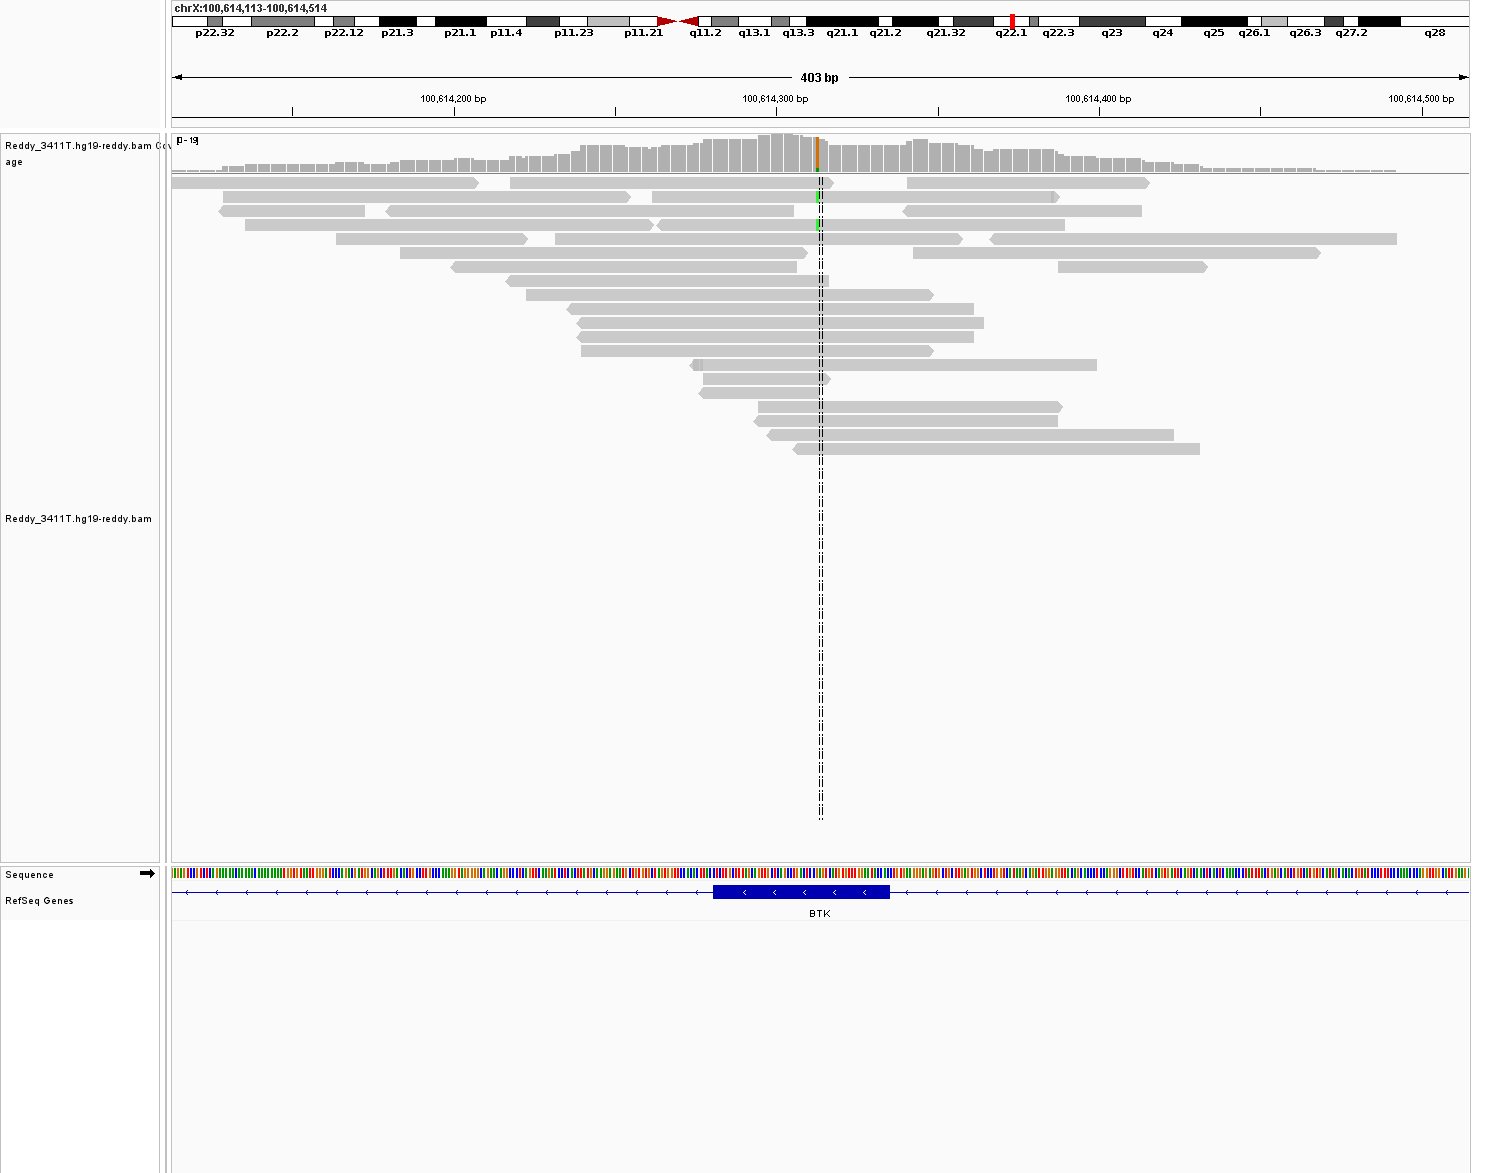 chrX:100,614,113-100,614,514
p22.32 p22.2 p22.12 p21.3 p21.1 p11.4 p11.23 p11.21 q11.2 q13.1 q13.3 q21.1 q21.2 q21.32 q22.1 q22.3 q23 q24 q25 q26.1 q26.3 q27.2 q28
403 bp
100,614,200 bp 100,614,300 bp 100,614,400 bp 100,614,500 bp
[0 - 19]
Reddy_3411T.hg19-reddy.bam Cov
age
Reddy_3411T.hg19-reddy.bam
Sequence
RefSeq Genes
BTK